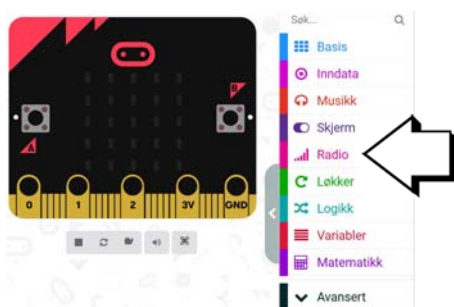 Søk...
Basis
Inndata
Musikk
Skjerm
Radio
Løkker
Logikk
Variabler
Matematikk
Avansert
B
A
0 1 2 3V GND